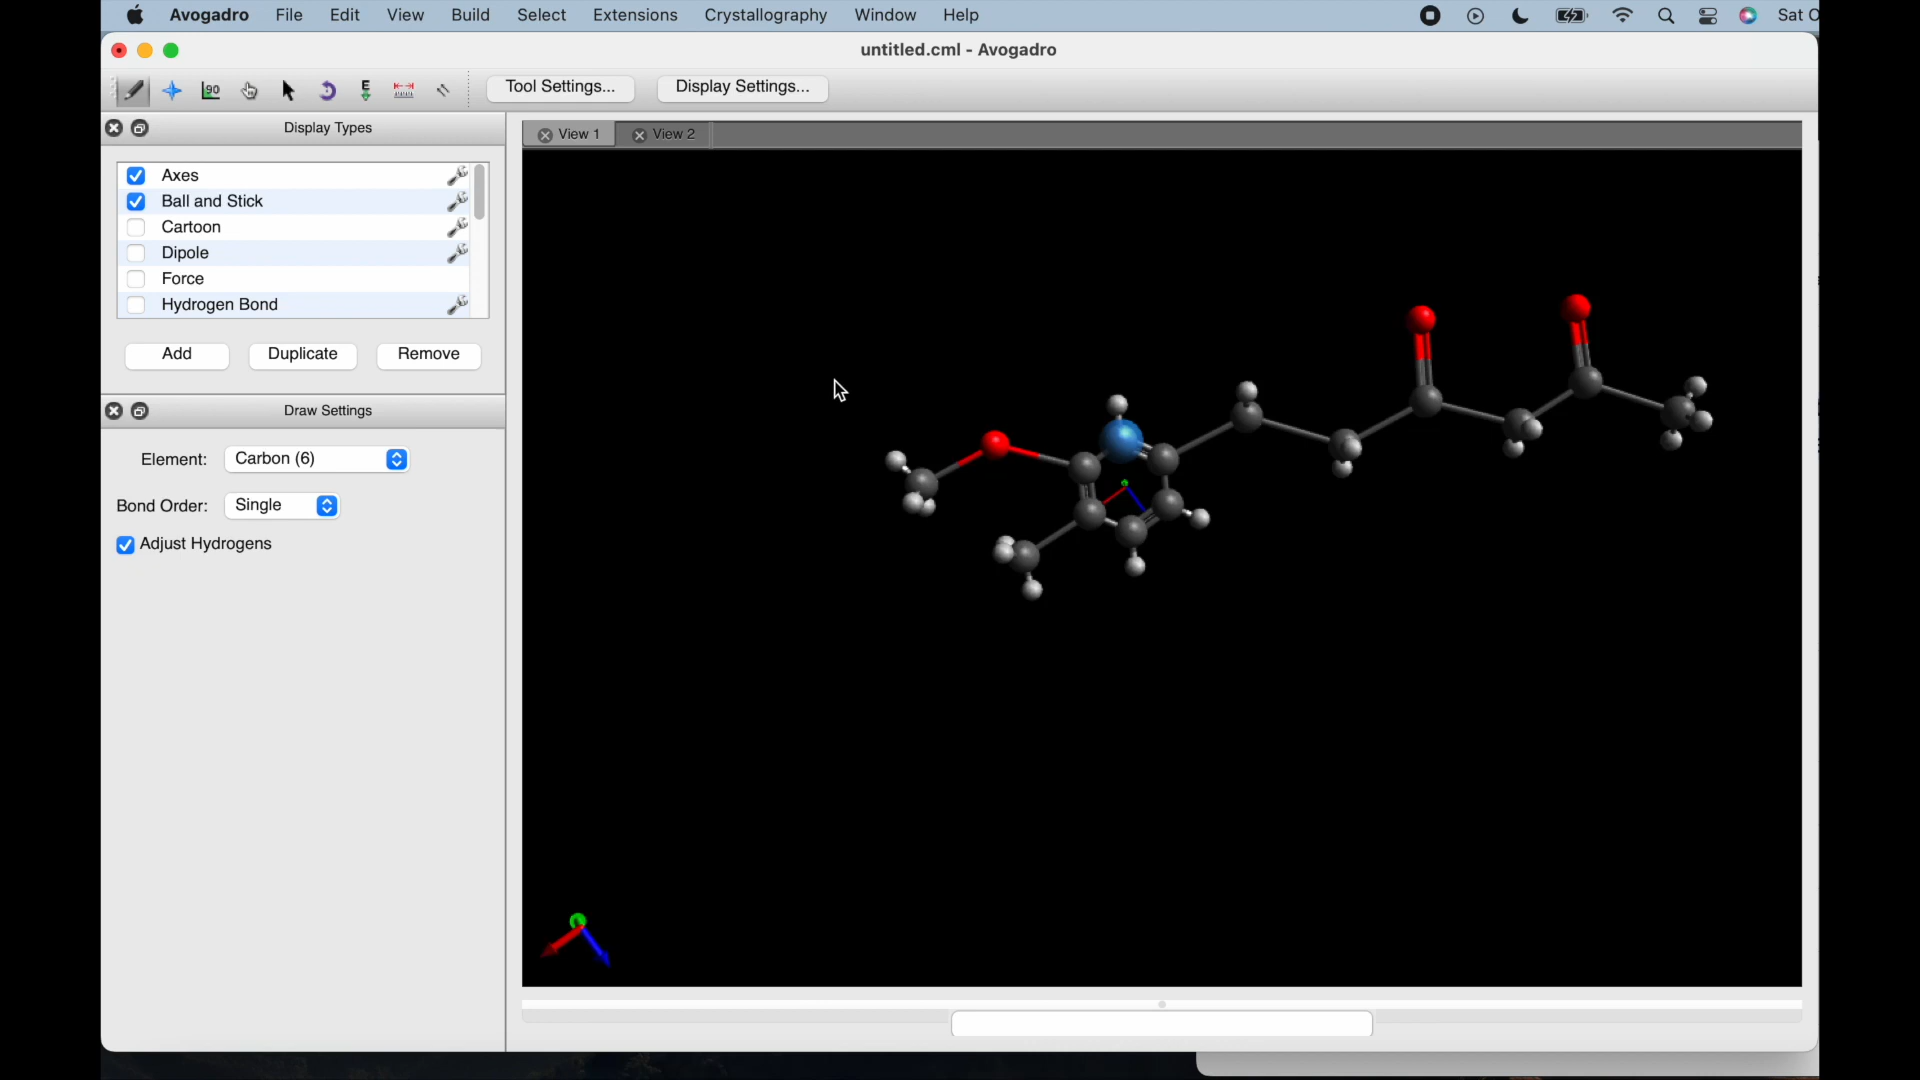 Avogadro File Edit View Build Select Extensions Crystallography Window Help Sat O
untitled.cml - Avogadro
90 E Tool Settings... Display Settings...
Display Types
View 1 View 2
Axes
Ball and Stick
Cartoon
Dipole
Force
Hydrogen Bond
Add Duplicate Remove
Draw Settings
Element: Carbon (6)
Bond Order: Single
Adjust Hydrogens